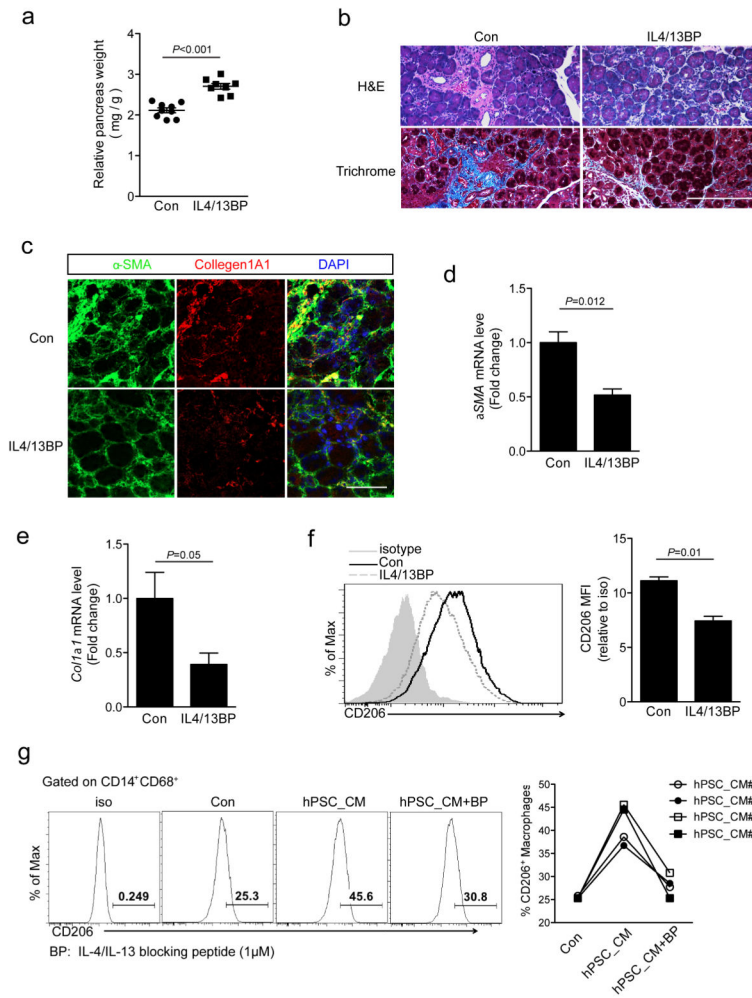 a
P<0.001
Relative pancreas weight
( mg / g )
4
3
2
1
0
Con
IL4/13BP
b
Con
IL4/13BP
H&E
Trichrome
c
α-SMA
Collagen1A1
DAPI
Con
IL4/13BP
d
P=0.012
aSMA mRNA leve
(Fold change)
1.5
1.0
0.5
0.0
Con
IL4/13BP
e
P=0.05
Col1a1 mRNA level
(Fold change)
1.5
1.0
0.5
0.0
Con
IL4/13BP
f
isotype
Con
IL4/13BP
% of Max
CD206
P=0.01
CD206 MFI
(relative to iso)
15
10
5
0
Con
IL4/13BP
g
Gated on CD14+CD68+
iso
Con
hPSC_CM
hPSC_CM+BP
% of Max
0.249
25.3
45.6
30.8
CD206
BP: IL-4/IL-13 blocking peptide (1μM)
% CD206+ Macrophages
50
45
40
35
30
25
20
Con
hPSC_CM
hPSC_CM+BP
hPSC_CM#
hPSC_CM#
hPSC_CM#
hPSC_CM#